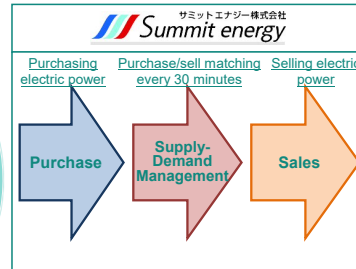 サミットエナジー株式会社
Summit energy
Purchasing
electric power
Purchase/sell matching
every 30 minutes
Selling electric
power
Purchase
Supply-
Demand
Management
Sales